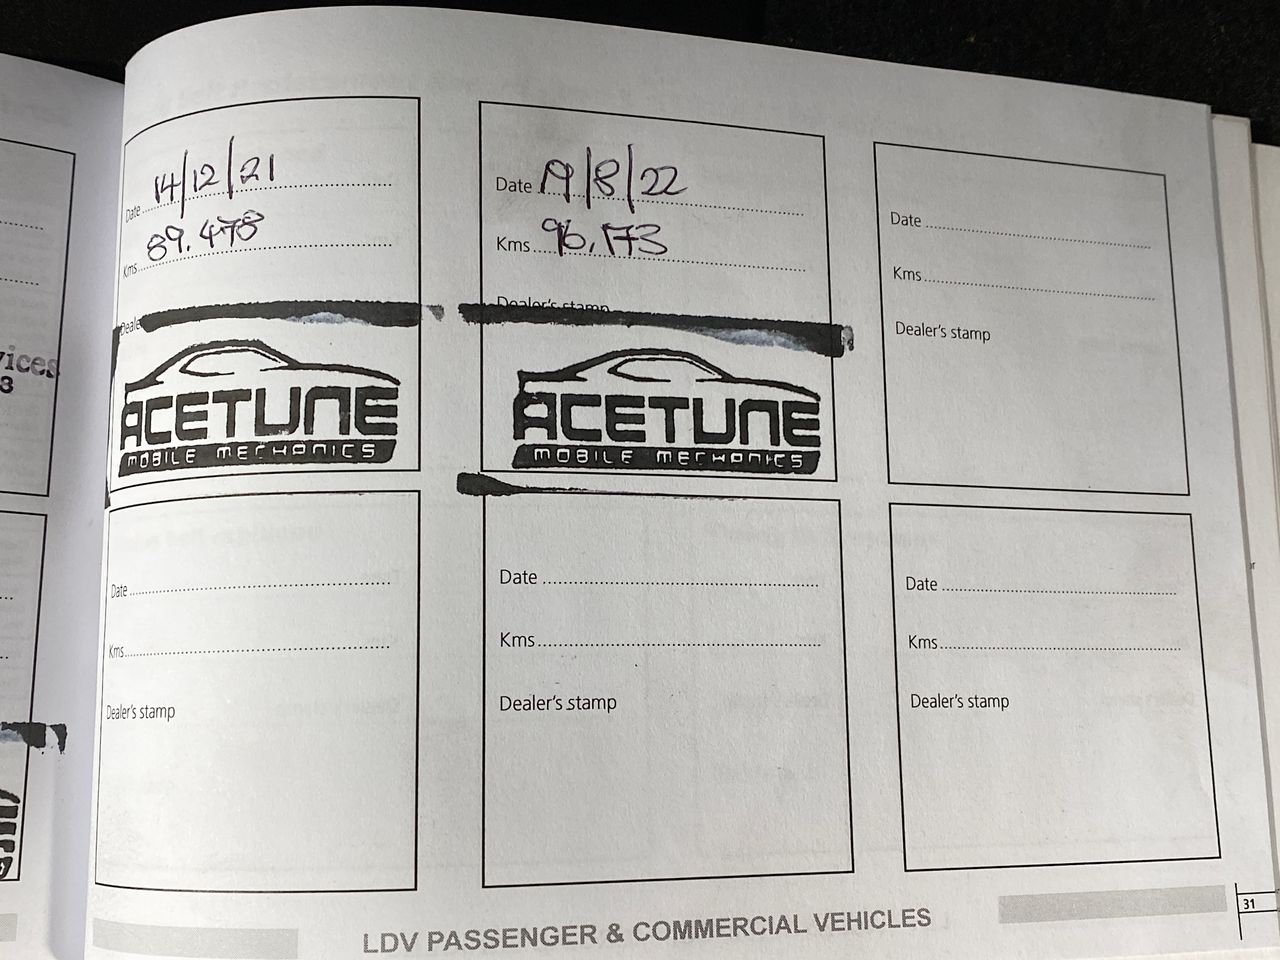 vices
3
Date 14/12/21
Kms 89.478
Deale
ACETUNE
MOBILE MECHANICS
Date 19/8/22
Kms 96.173
Dealer's stamp
ACETUNE
MOBILE MECHANICS
Date
Kms
Dealer's stamp
Date
Kms
Dealer's stamp
Date
Kms
Dealer's stamp
Date
Kms
Dealer's stamp
LDV PASSENGER & COMMERCIAL VEHICLES
31